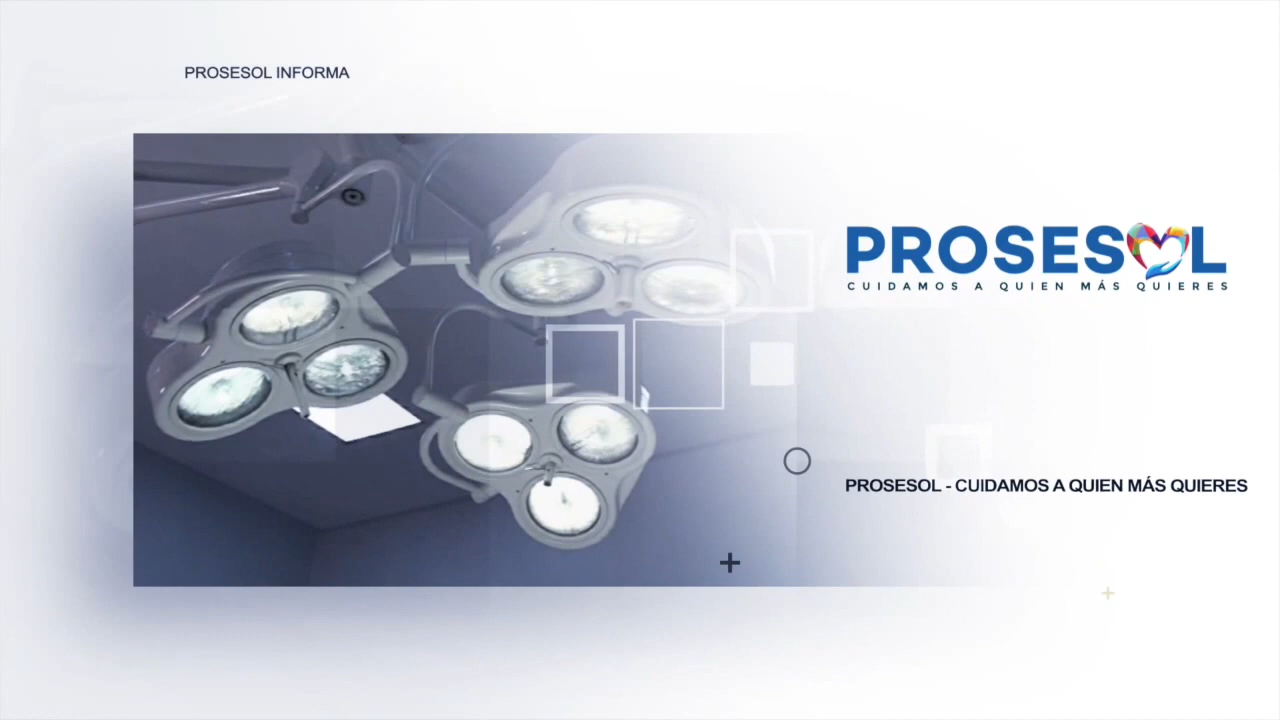 PROSESOL INFORMA
PROSESOL
CUIDAMOS A QUIEN MÁS QUIERES
PROSESOL - CUIDAMOS A QUIEN MÁS QUIERES